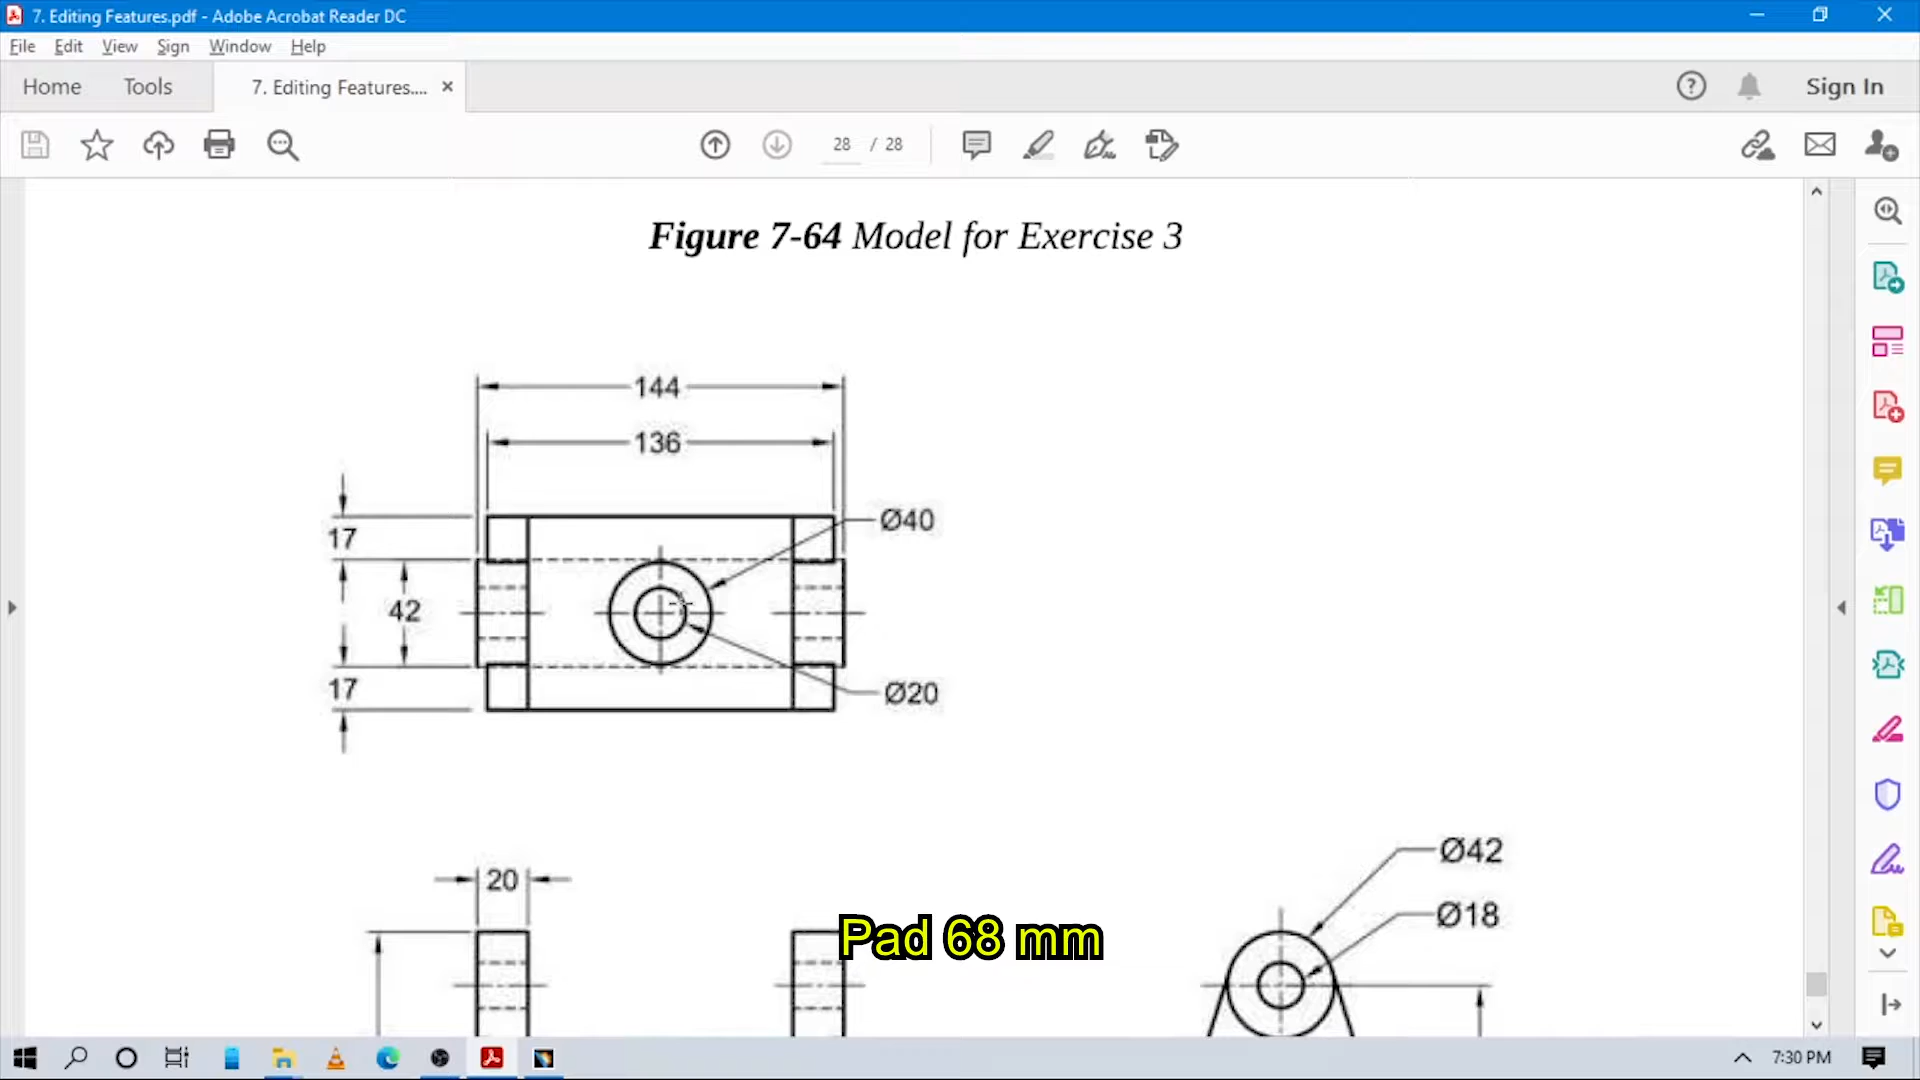 7. Editing Features.pdf - Adobe Acrobat Reader DC
File Edit View Sign Window Help
Home Tools 7. Editing Features.... × Sign In
28 / 28
Figure 7-64 Model for Exercise 3
144
136
Ø40
17
42
17
Ø20
Ø42
20
Ø18
Pad 68 mm
7:30 PM